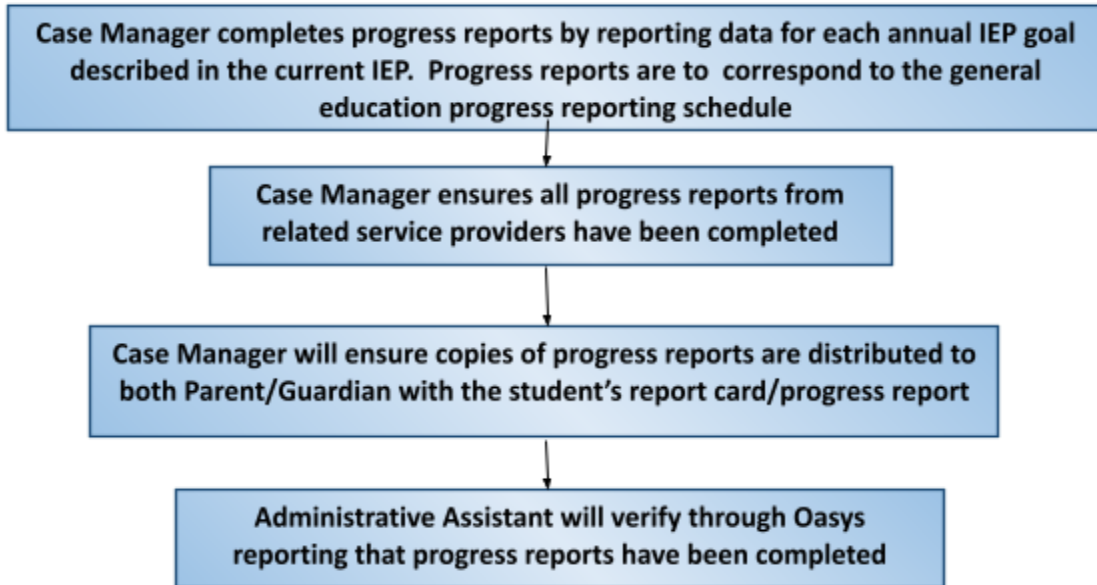 Case Manager completes progress reports by reporting data for each annual IEP goal
described in the current IEP.  Progress reports are to  correspond to the general
education progress reporting schedule
Case Manager ensures all progress reports from
related service providers have been completed
Case Manager will ensure copies of progress reports are distributed to
both Parent/Guardian with the student’s report card/progress report
Administrative Assistant will verify through Oasys
reporting that progress reports have been completed